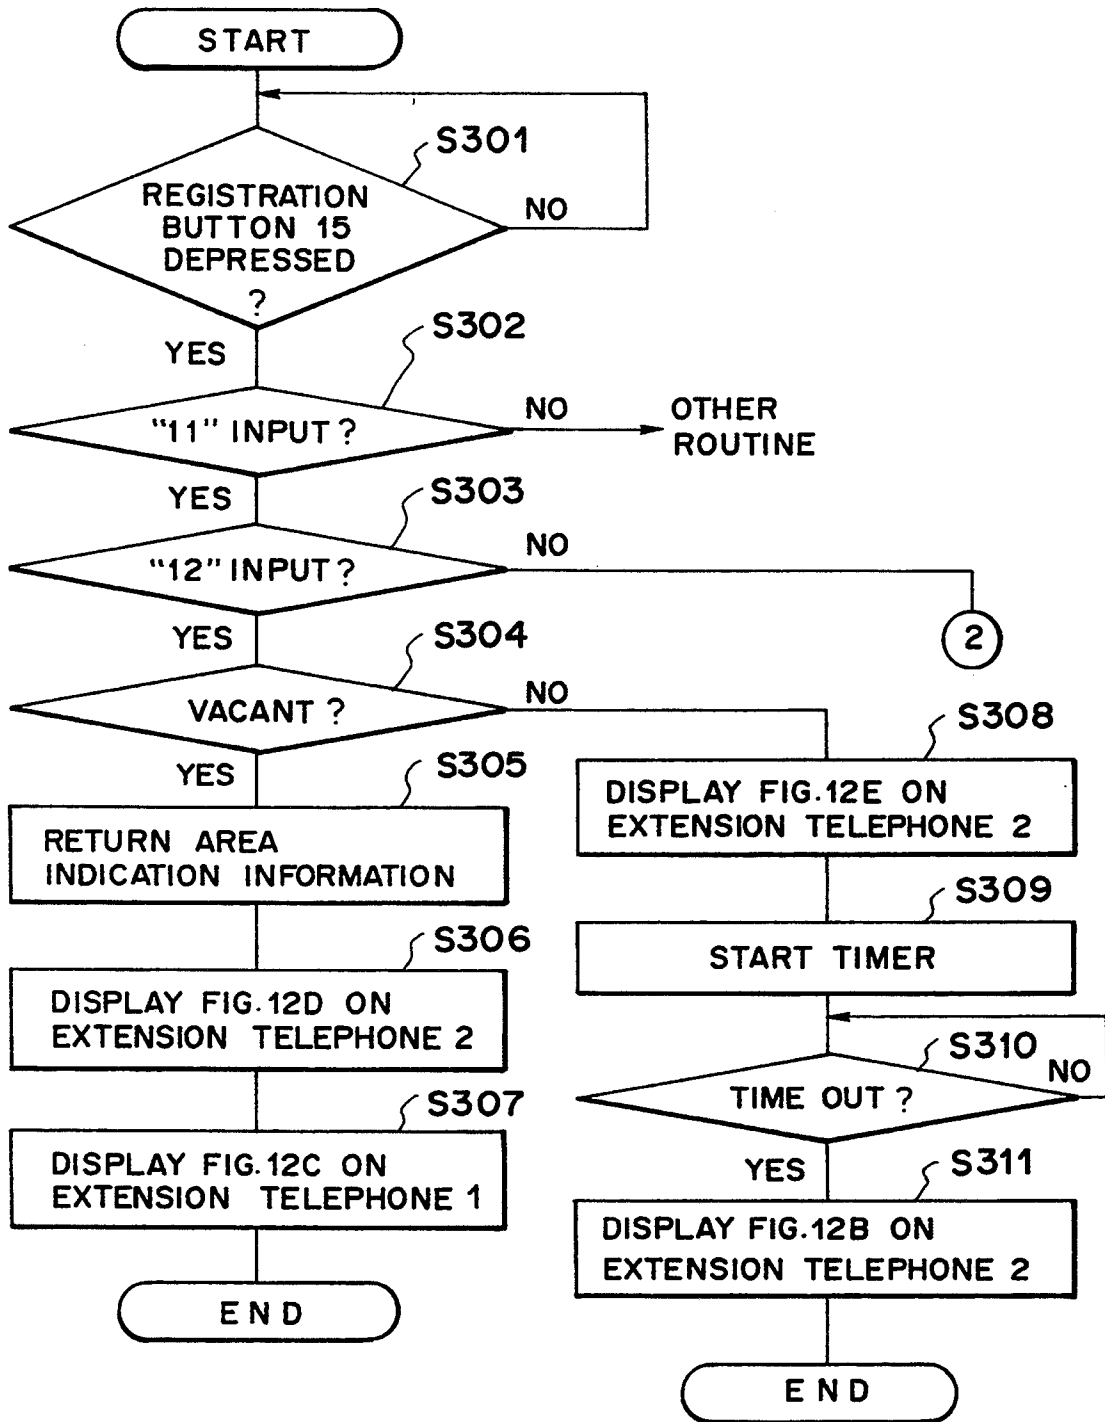 START
S301
REGISTRATION
BUTTON 15
DEPRESSED
?
NO
YES
S302
"11" INPUT?
NO
OTHER
ROUTINE
YES
S303
"12" INPUT?
NO
2
YES
S304
VACANT?
NO
YES
S305
RETURN AREA
INDICATION INFORMATION
S306
DISPLAY FIG.12D ON
EXTENSION TELEPHONE 2
S307
DISPLAY FIG.12C ON
EXTENSION TELEPHONE 1
END
S308
DISPLAY FIG.12E ON
EXTENSION TELEPHONE 2
S309
START TIMER
S310
TIME OUT?
NO
YES
S311
DISPLAY FIG.12B ON
EXTENSION TELEPHONE 2
END